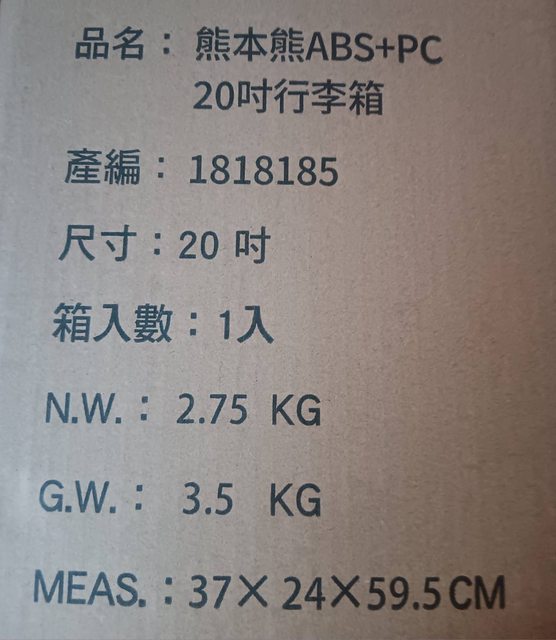 品名： 熊本熊ABS+PC
20吋行李箱
產編： 1818185
尺寸：20 吋
箱入數：1入
N.W.： 2.75 KG
G.W.： 3.5 KG
MEAS.：37× 24×59.5CM